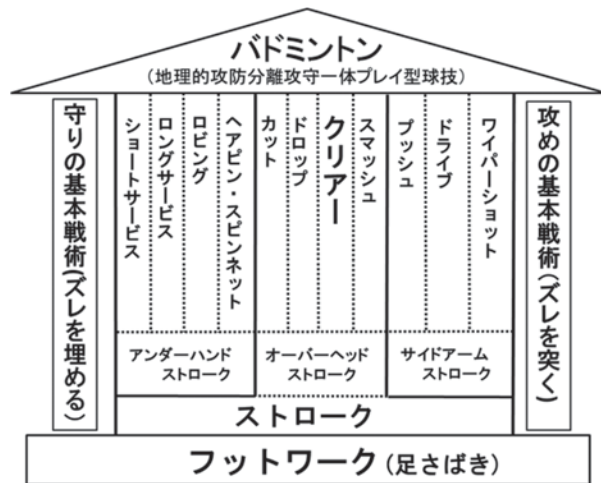 バドミントン
(地理的攻防分離攻守一体プレイ型球技)
守りの基本戦術(ズレを埋める)
ショートサービス
ロングサービス
ロビング
ヘアピン・スピンネット
カット
ドロップ
クリアー
スマッシュ
プッシュ
ドライブ
ワイパーショット
攻めの基本戦術(ズレを突く)
アンダーハンド
ストローク
オーバーヘッド
ストローク
サイドアーム
ストローク
ストローク
フットワーク(足さばき)